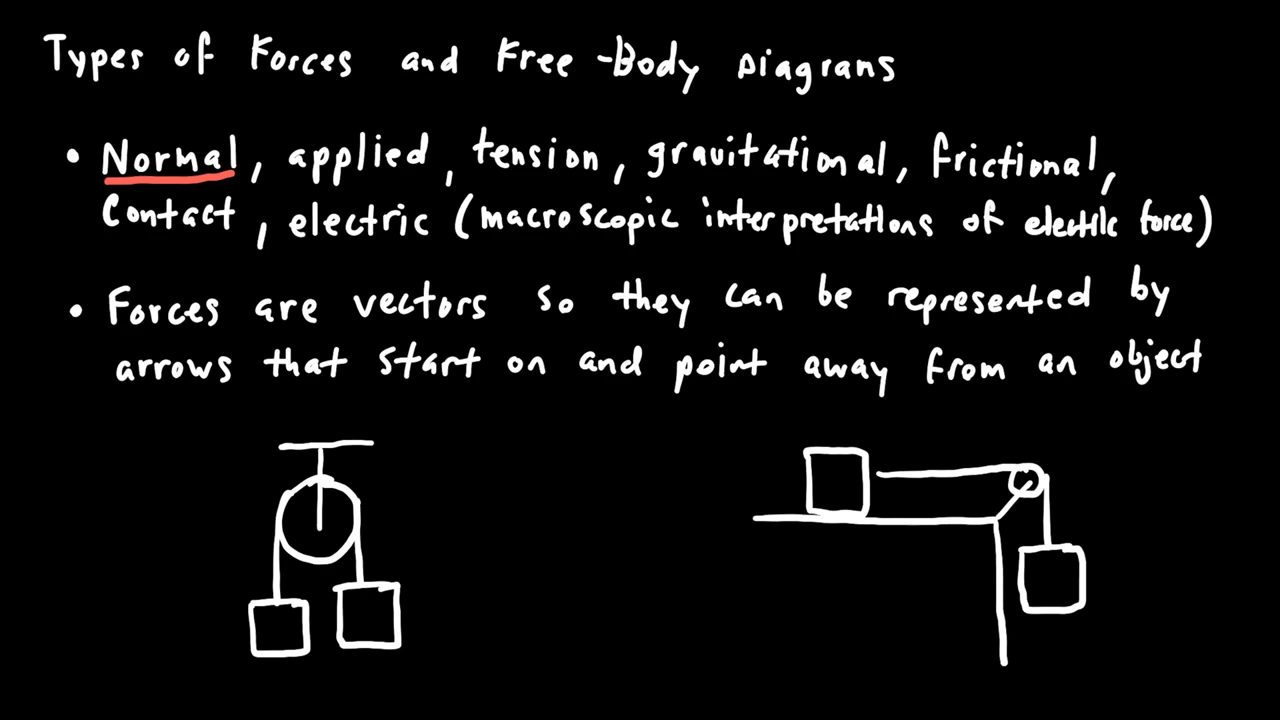 Types of Forces and Free-Body Diagrans
• Normal, applied, tension, gravitational, frictional,
Contact, electric (macroscopic interpretations of electric force)
• Forces are vectors so they can be represented by
arrows that start on and point away from an object